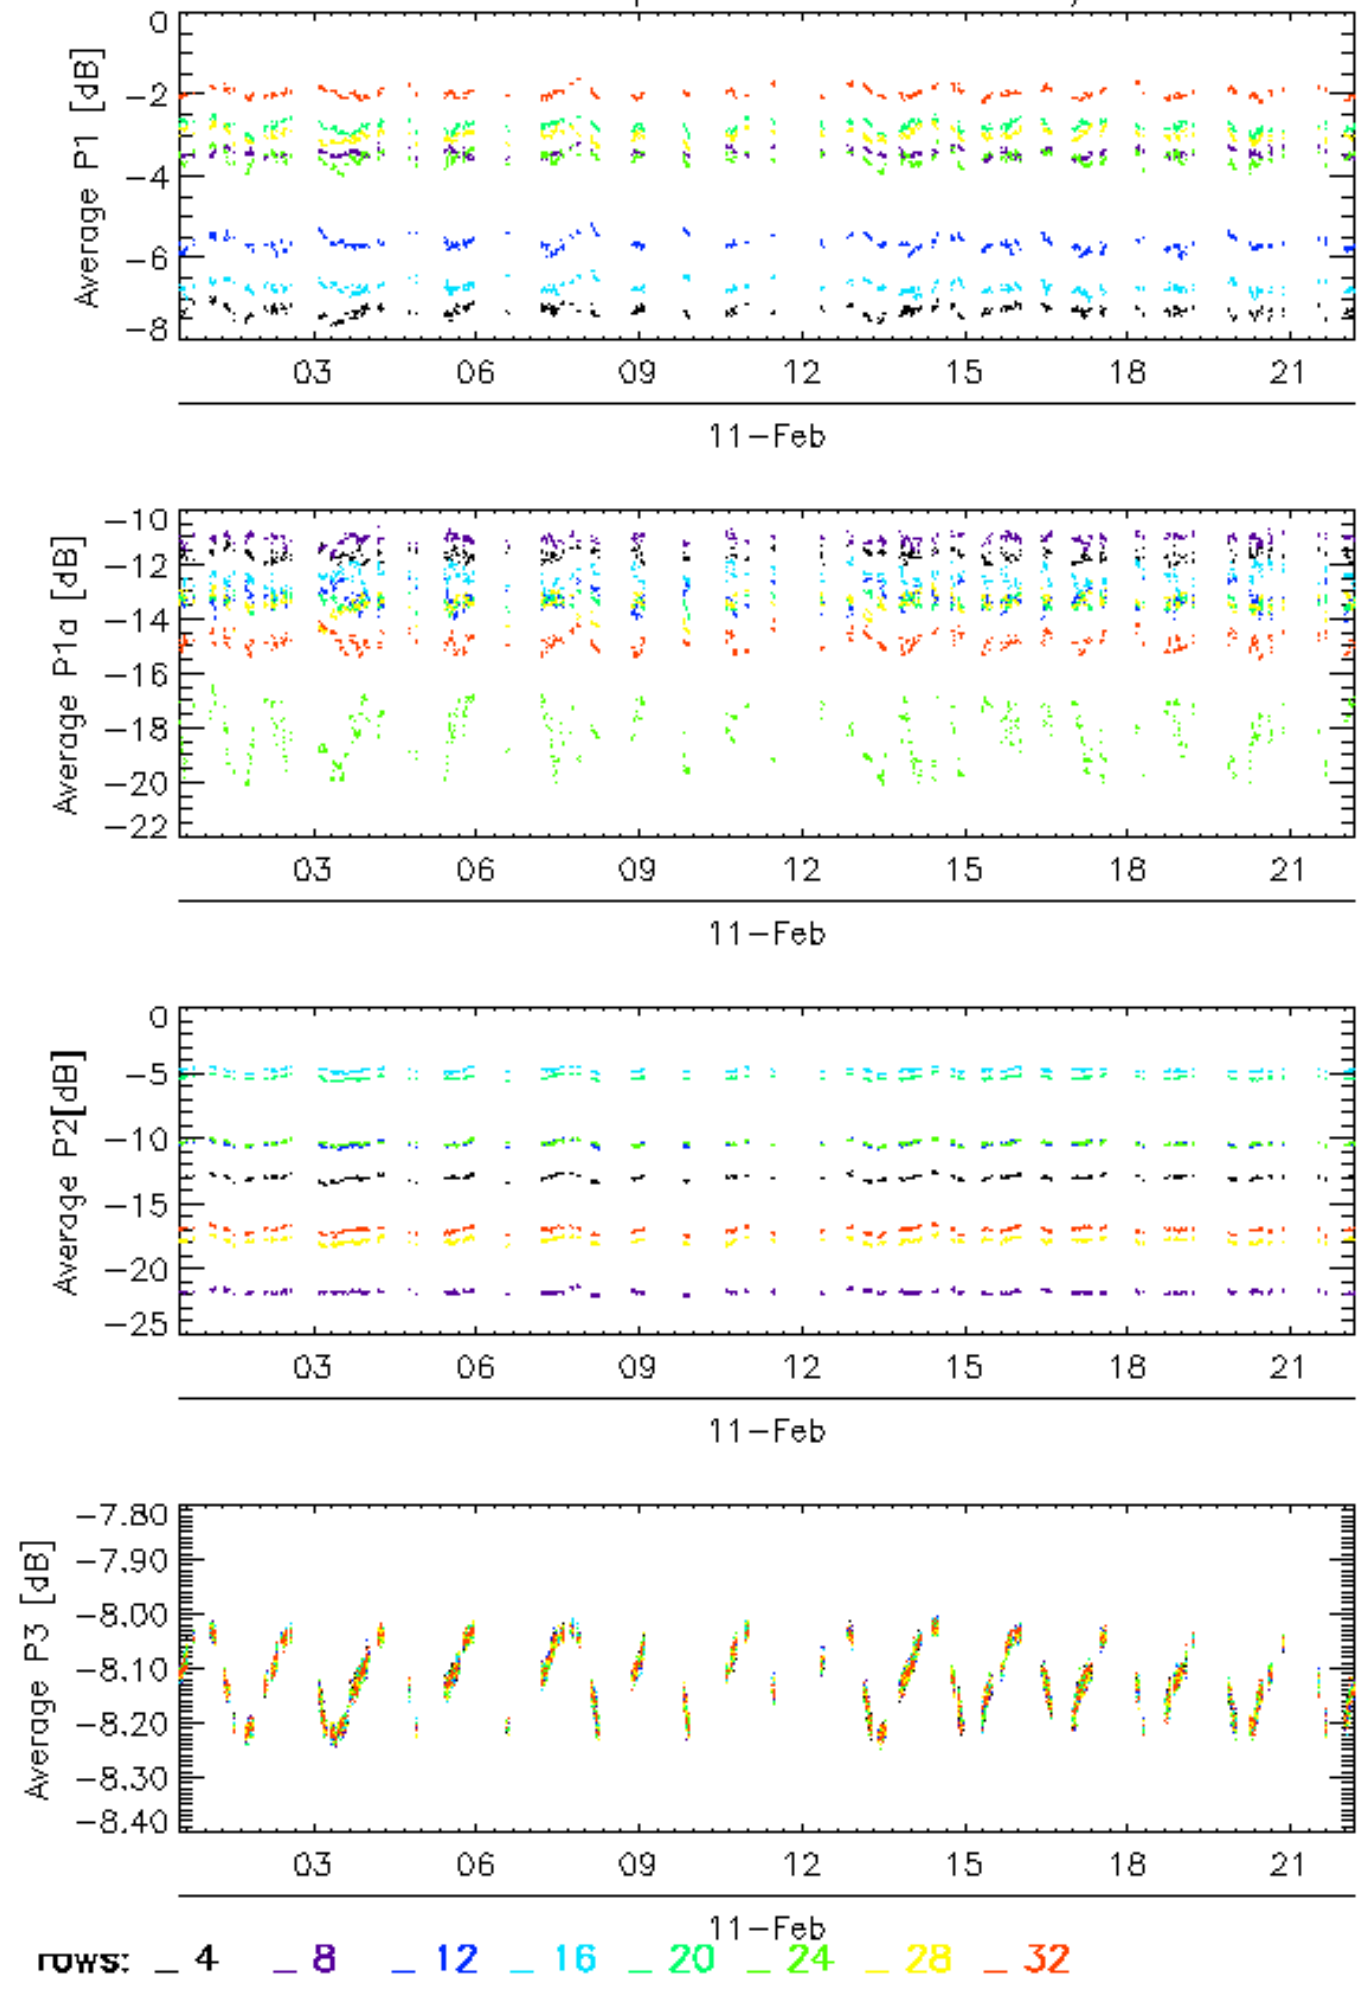 0
−2
−4
−6
−8
Average P1 [dB]
03 06 09 12 15 18 21
11−Feb
−10
−12
−14
−16
−18
−20
−22
Average P1a [dB]
03 06 09 12 15 18 21
11−Feb
0
−5
−10
−15
−20
−25
Average P2[dB]
03 06 09 12 15 18 21
11−Feb
−7.80
−7.90
−8.00
−8.10
−8.20
−8.30
−8.40
Average P3 [dB]
03 06 09 12 15 18 21
11−Feb
rows: _ 4 _ 8 _ 12 _ 16 _ 20 _ 24 _ 28 _ 32